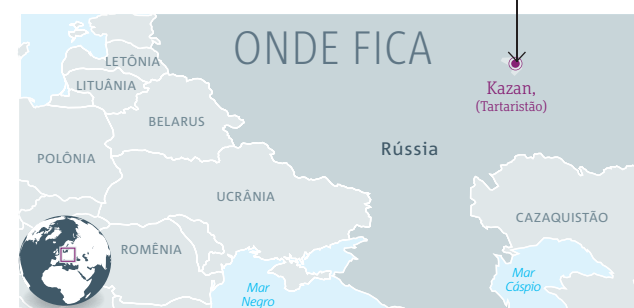 ONDE FICA
LETÔNIA
LITUÂNIA
Kazan,
(Tartaristão)
BELARUS
Rússia
POLÔNIA
UCRÂNIA
CAZAQUISTÃO
ROMÊNIA
Mar
Cáspio
Mar
Negro